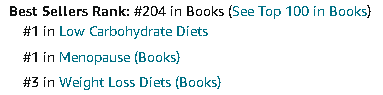 Best Sellers Rank: #204 in Books (See Top 100 in Books)
#1 in Low Carbohydrate Diets
#1 in Menopause (Books)
#3 in Weight Loss Diets (Books)